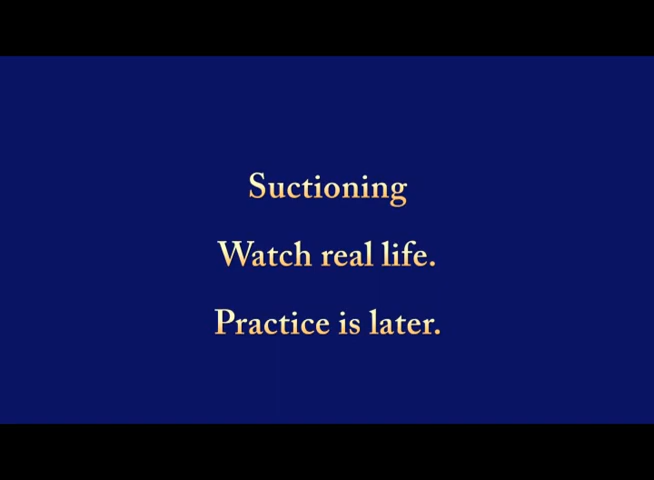 Suctioning
Watch real life.
Practice is later.